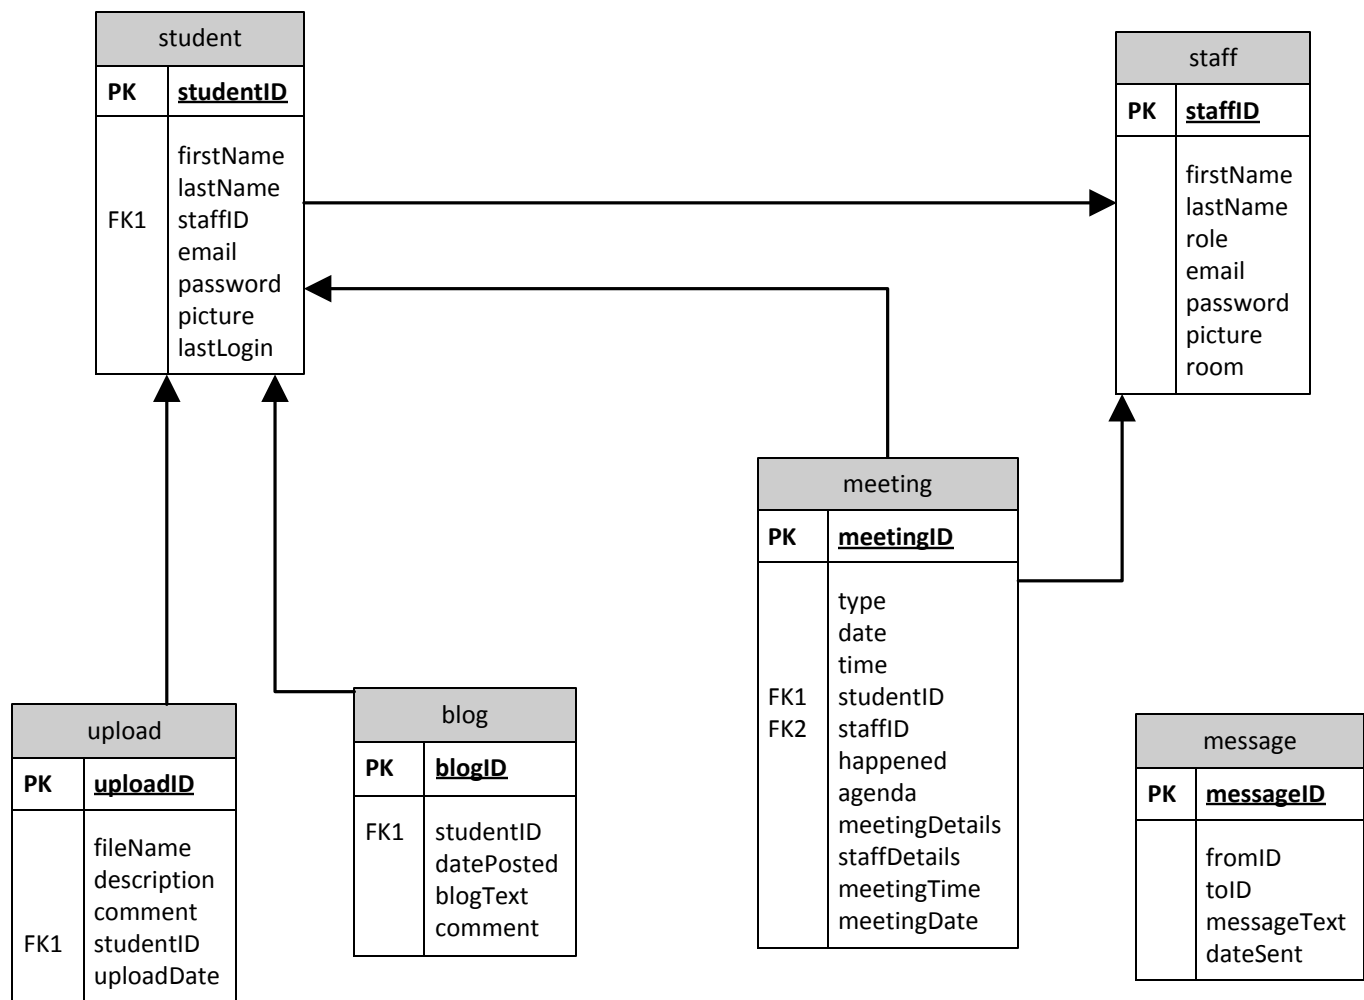 student
PK studentID
firstName
lastName
FK1 staffID
email
password
picture
lastLogin
staff
PK staffID
firstName
lastName
role
email
password
picture
room
meeting
PK meetingID
type
date
time
FK1 studentID
FK2 staffID
happened
agenda
meetingDetails
staffDetails
meetingTime
meetingDate
upload
PK uploadID
fileName
description
comment
FK1 studentID
uploadDate
blog
PK blogID
FK1 studentID
datePosted
blogText
comment
message
PK messageID
fromID
toID
messageText
dateSent